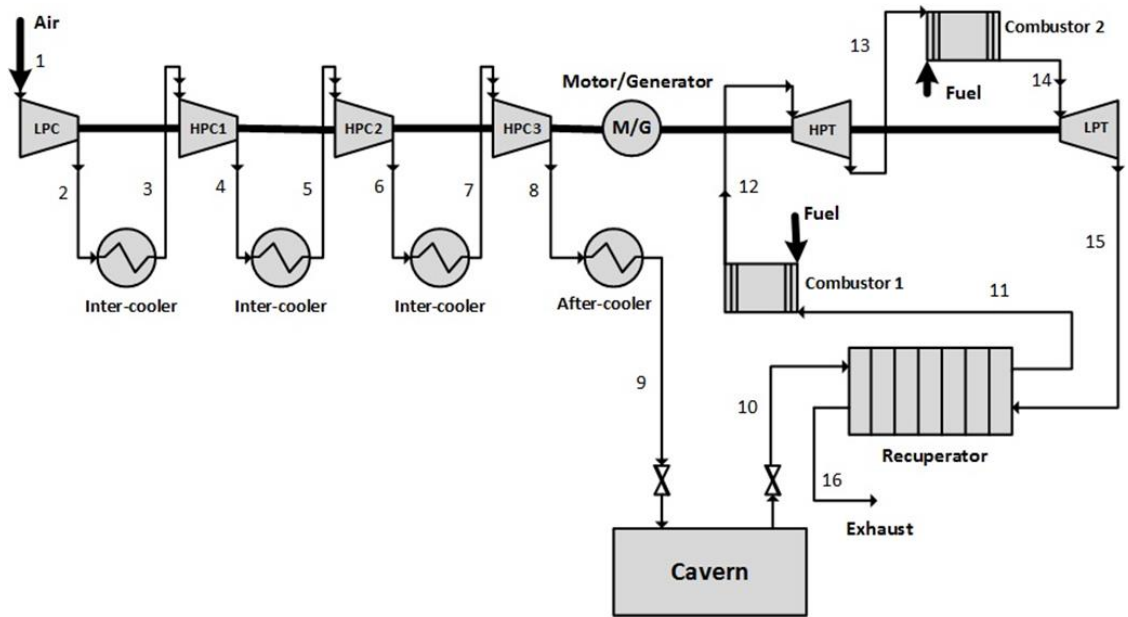 Air
1
LPC
2
Inter-cooler
3
HPC1
4
Inter-cooler
5
HPC2
6
Inter-cooler
7
HPC3
8
After-cooler
9
Motor/Generator
M/G
Cavern
10
Recuperator
11
Combustor 1
Fuel
12
HPT
13
Combustor 2
Fuel
14
LPT
15
16
Exhaust